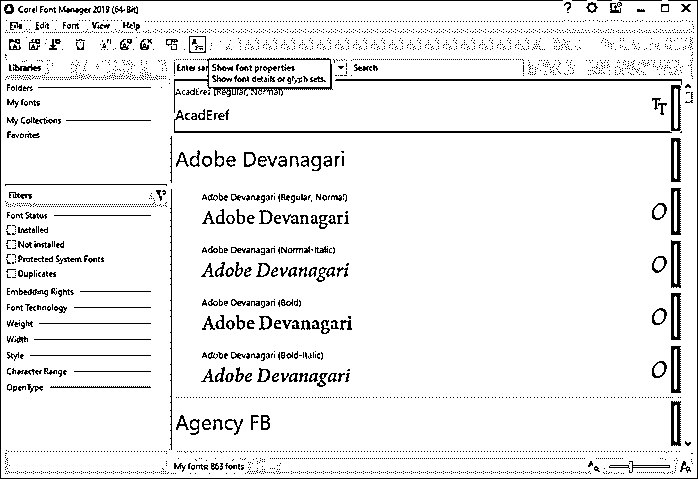 Corel Font Manager 2019 (64-Bit)
File Edit Font View Help
Libraries
Enter sar
Show Font properties
Show font details or glyph sets.
Search
Folders
My fonts
My Collections
Favorites
Filters
Font Status
Installed
Not installed
Protected System Fonts
Duplicates
Embedding Rights
Font Technology
Weight
Width
Style
Character Range
OpenType
AcadEref (Regular, Normal)
AcadEref
Adobe Devanagari
Adobe Devanagari (Regular, Normal)
Adobe Devanagari
Adobe Devanagari (Normal-Italic)
Adobe Devanagari
Adobe Devanagari (Bold)
Adobe Devanagari
Adobe Devanagari (Bold-Italic)
Adobe Devanagari
Agency FB
My fonts: 863 fonts